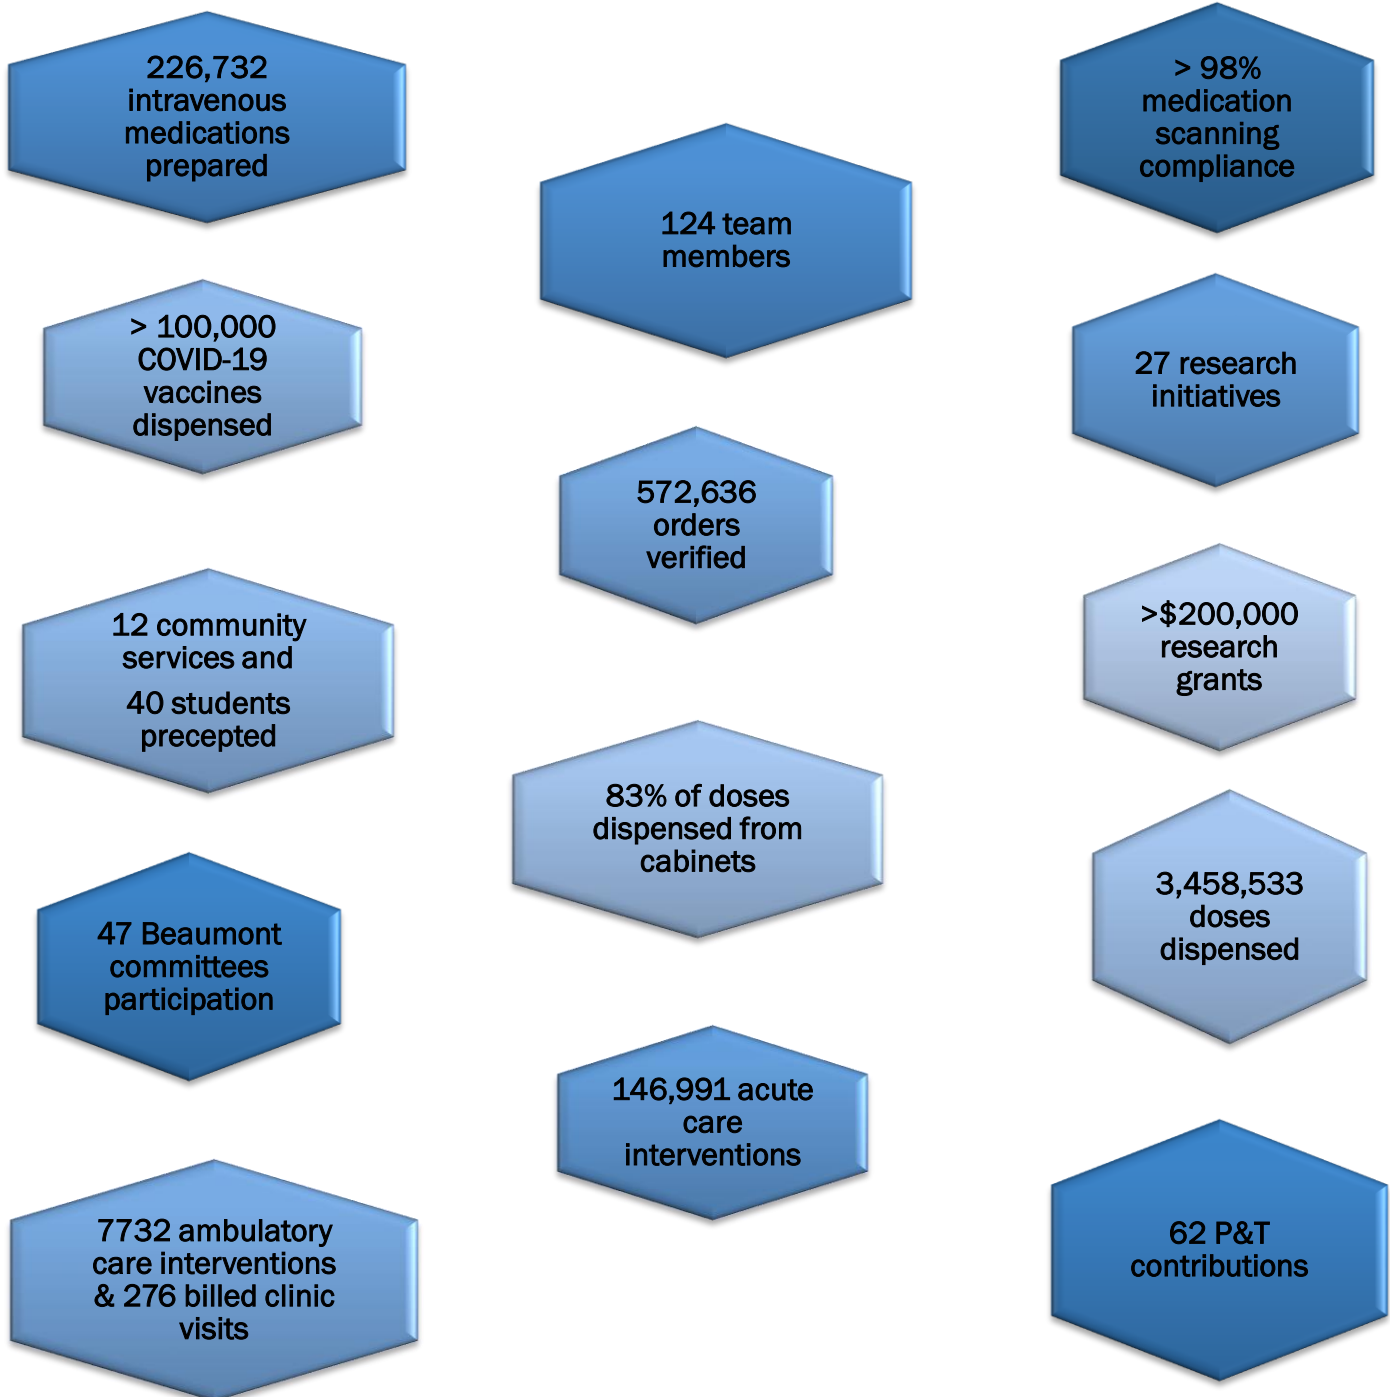 226,732
intravenous
medications
prepared
> 100,000
COVID-19
vaccines
dispensed
12 community
services and
40 students
precepted
47 Beaumont
committees
participation
7732 ambulatory
care interventions
& 276 billed clinic
visits
124 team
members
572,636
orders
verified
83% of doses
dispensed from
cabinets
146,991 acute
care
interventions
> 98%
medication
scanning
compliance
27 research
initiatives
>$200,000
research
grants
3,458,533
doses
dispensed
62 P&T
contributions